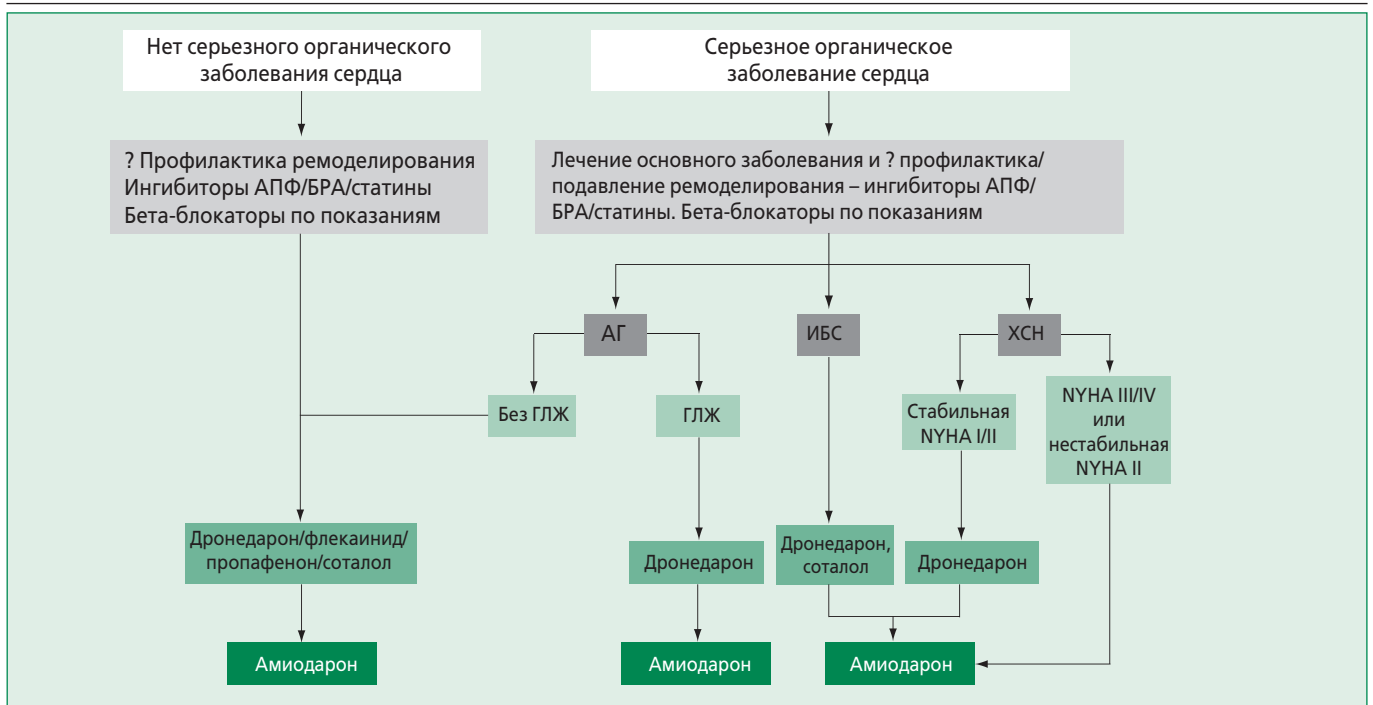 Нет серьезного органического
заболевания сердца
Серьезное органическое
заболевание сердца
? Профилактика ремоделирования
Ингибиторы АПФ/БРА/статины
Бета-блокаторы по показаниям
Лечение основного заболевания и ? профилактика/
подавление ремоделирования – ингибиторы АПФ/
БРА/статины. Бета-блокаторы по показаниям
АГ
ИБС
ХСН
Без ГЛЖ
ГЛЖ
Стабильная
NYHA I/II
NYHA III/IV
или
нестабильная
NYHA II
Дронедарон/флекаинид/
пропафенон/соталол
Дронедарон
Дронедарон,
соталол
Дронедарон
Амиодарон
Амиодарон
Амиодарон